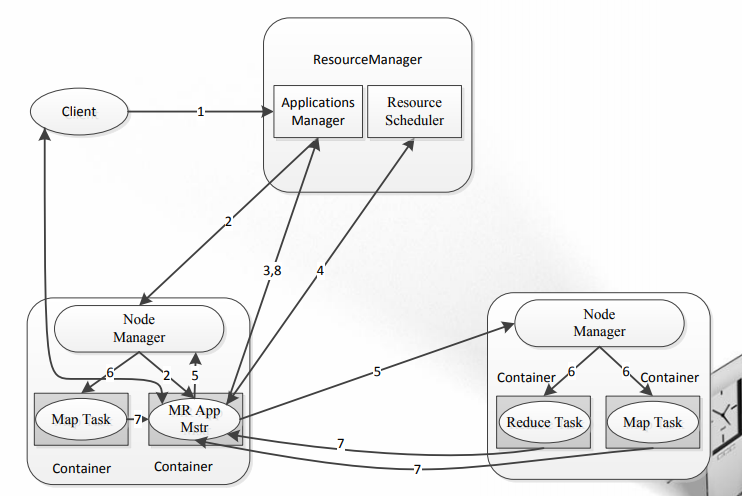 ResourceManager
Client
1
Applications
Manager
Resource
Scheduler
2
3,8
4
Node
Manager
6
2
5
Map Task
7
MR App
Mstr
Container
Container
5
Node
Manager
Container
6
6
Container
Reduce Task
Map Task
7
7